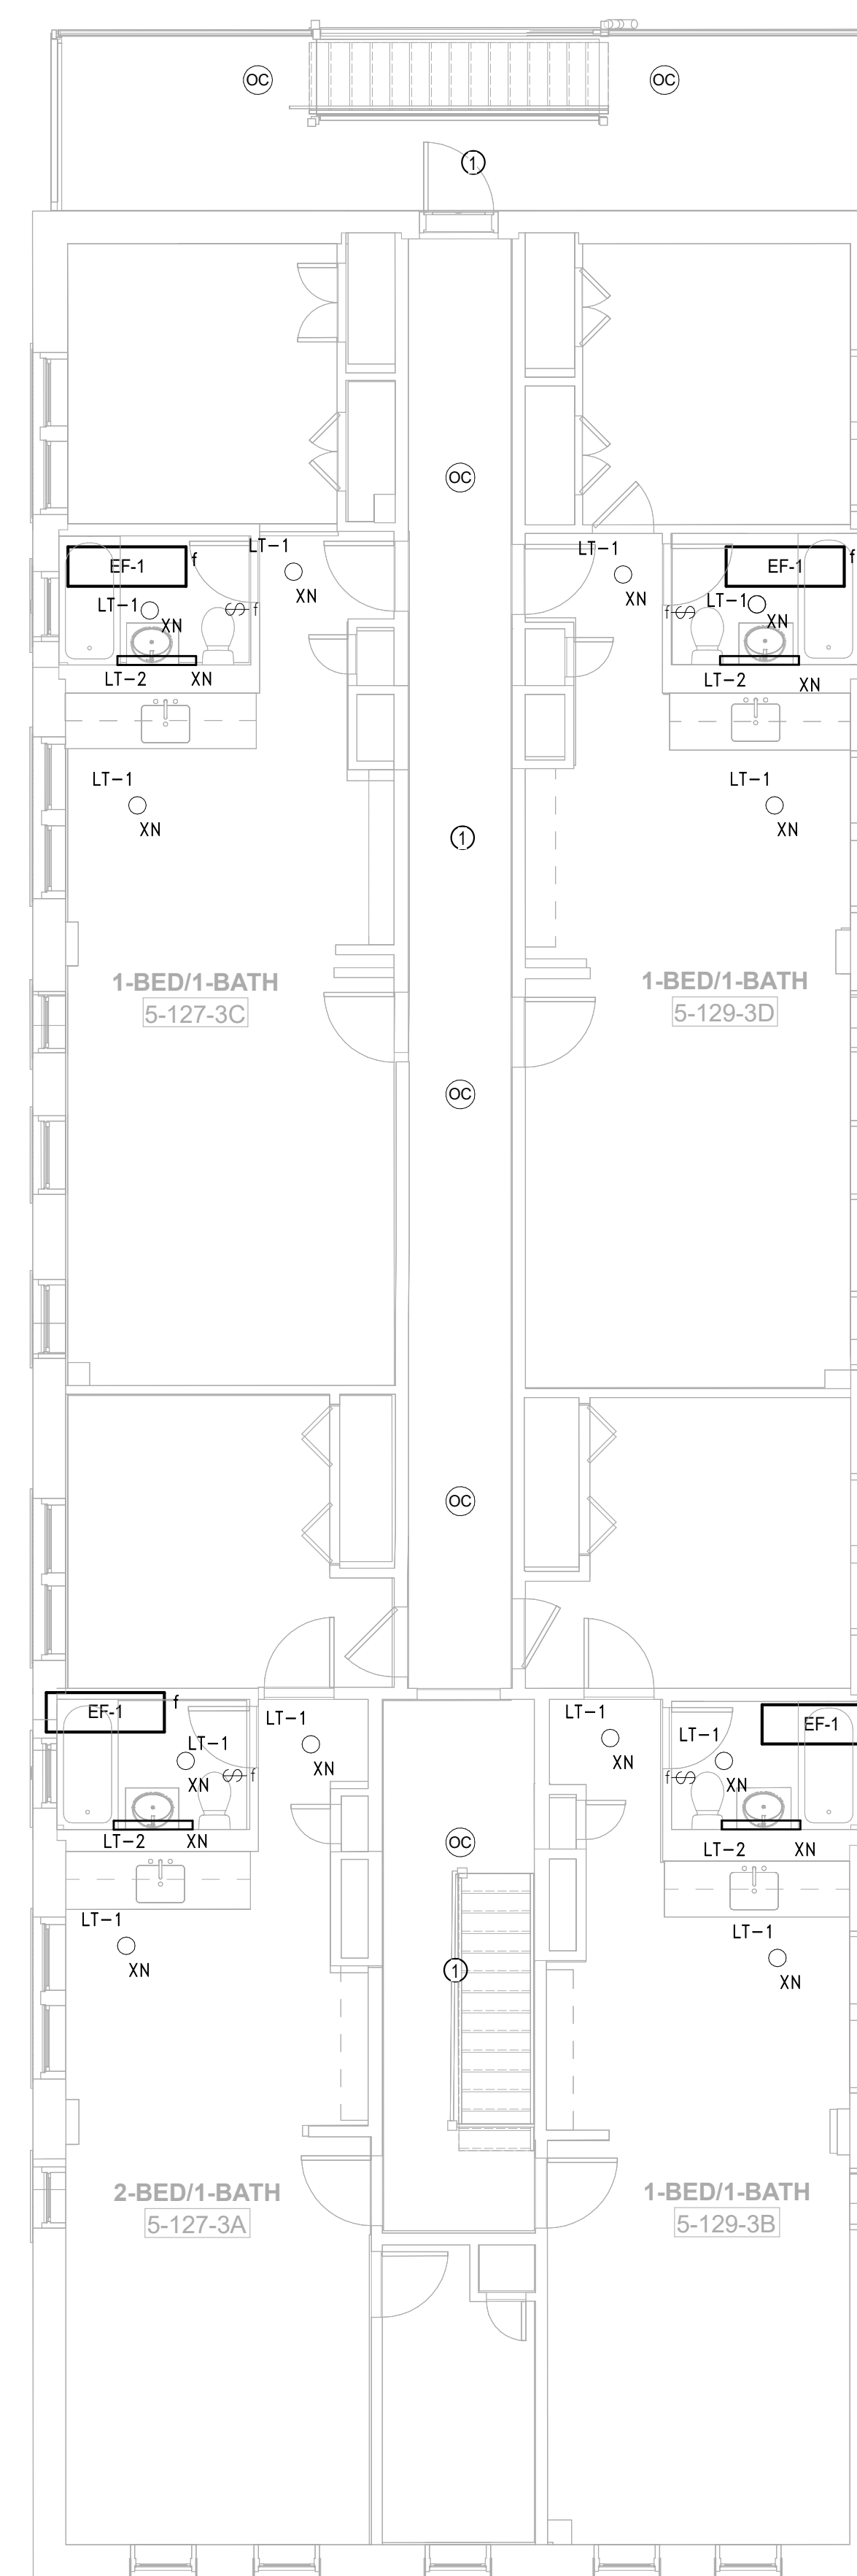 OC
OC
1
OC
LT-1
LT-1
EF-1
f
XN
XN
EF-1
f
LT-1
XN
f
f
LT-1
XN
LT-2
XN
LT-2
XN
LT-1
XN
LT-1
XN
1
1-BED/1-BATH
5-127-3C
1-BED/1-BATH
5-129-3D
OC
OC
EF-1
f
LT-1
XN
LT-1
XN
EF-1
LT-1
XN
f
f
LT-1
XN
LT-2
XN
OC
LT-2
XN
LT-1
XN
LT-1
XN
1
2-BED/1-BATH
5-127-3A
1-BED/1-BATH
5-129-3B